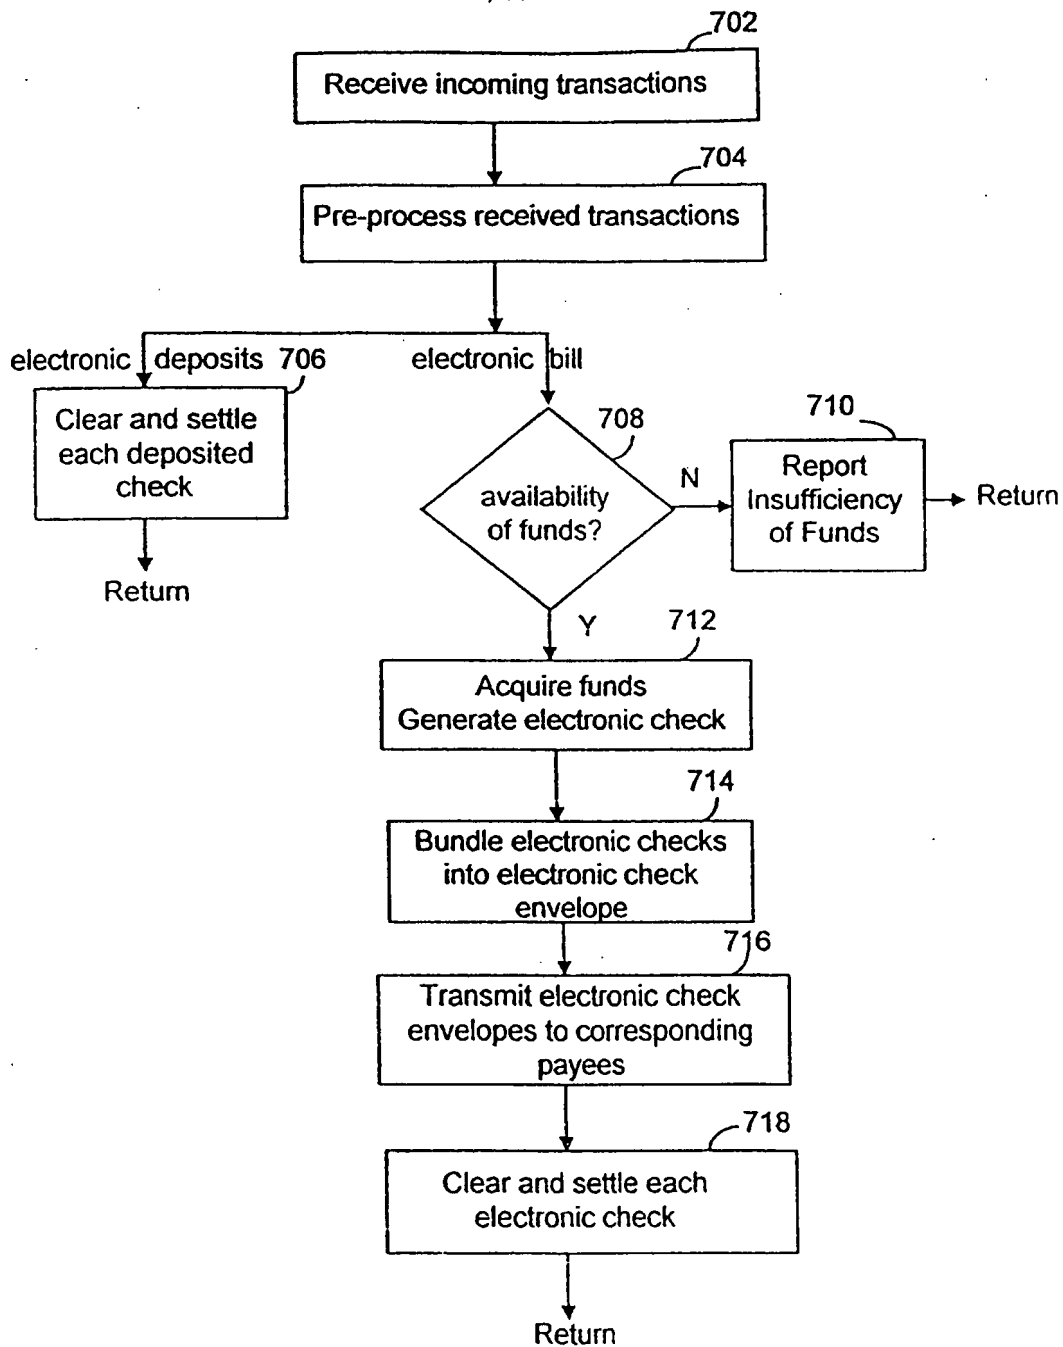 702
Receive incoming transactions
704
Pre-process received transactions
electronic deposits 706
electronic bill
Clear and settle
each deposited
check
Return
708
availability
of funds?
N
710
Report
Insufficiency
of Funds
Return
Y
712
Acquire funds
Generate electronic check
714
Bundle electronic checks
into electronic check
envelope
716
Transmit electronic check
envelopes to corresponding
payees
718
Clear and settle each
electronic check
Return